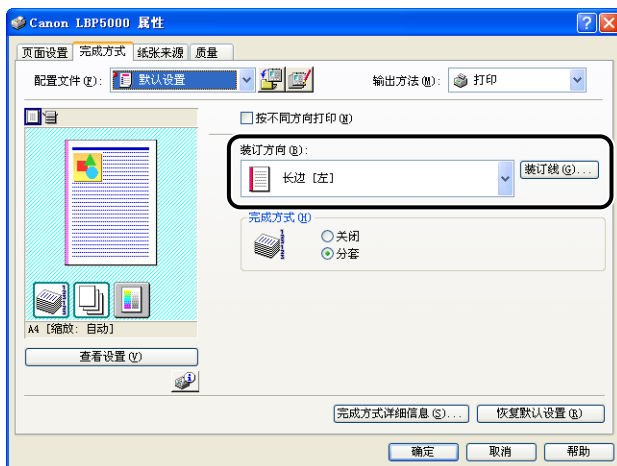 Canon LBP5000 属性
页面设置 完成方式 纸张来源 质量
配置文件(F): 默认设置 输出方法(M): 打印
按不同方向打印(N)
装订方向(B):
长边 [左] 装订线(G)...
完成方式(H)
关闭
分套
A4 [缩放: 自动]
查看设置(V)
完成方式详细信息(S)... 恢复默认设置(R)
确定 取消 帮助